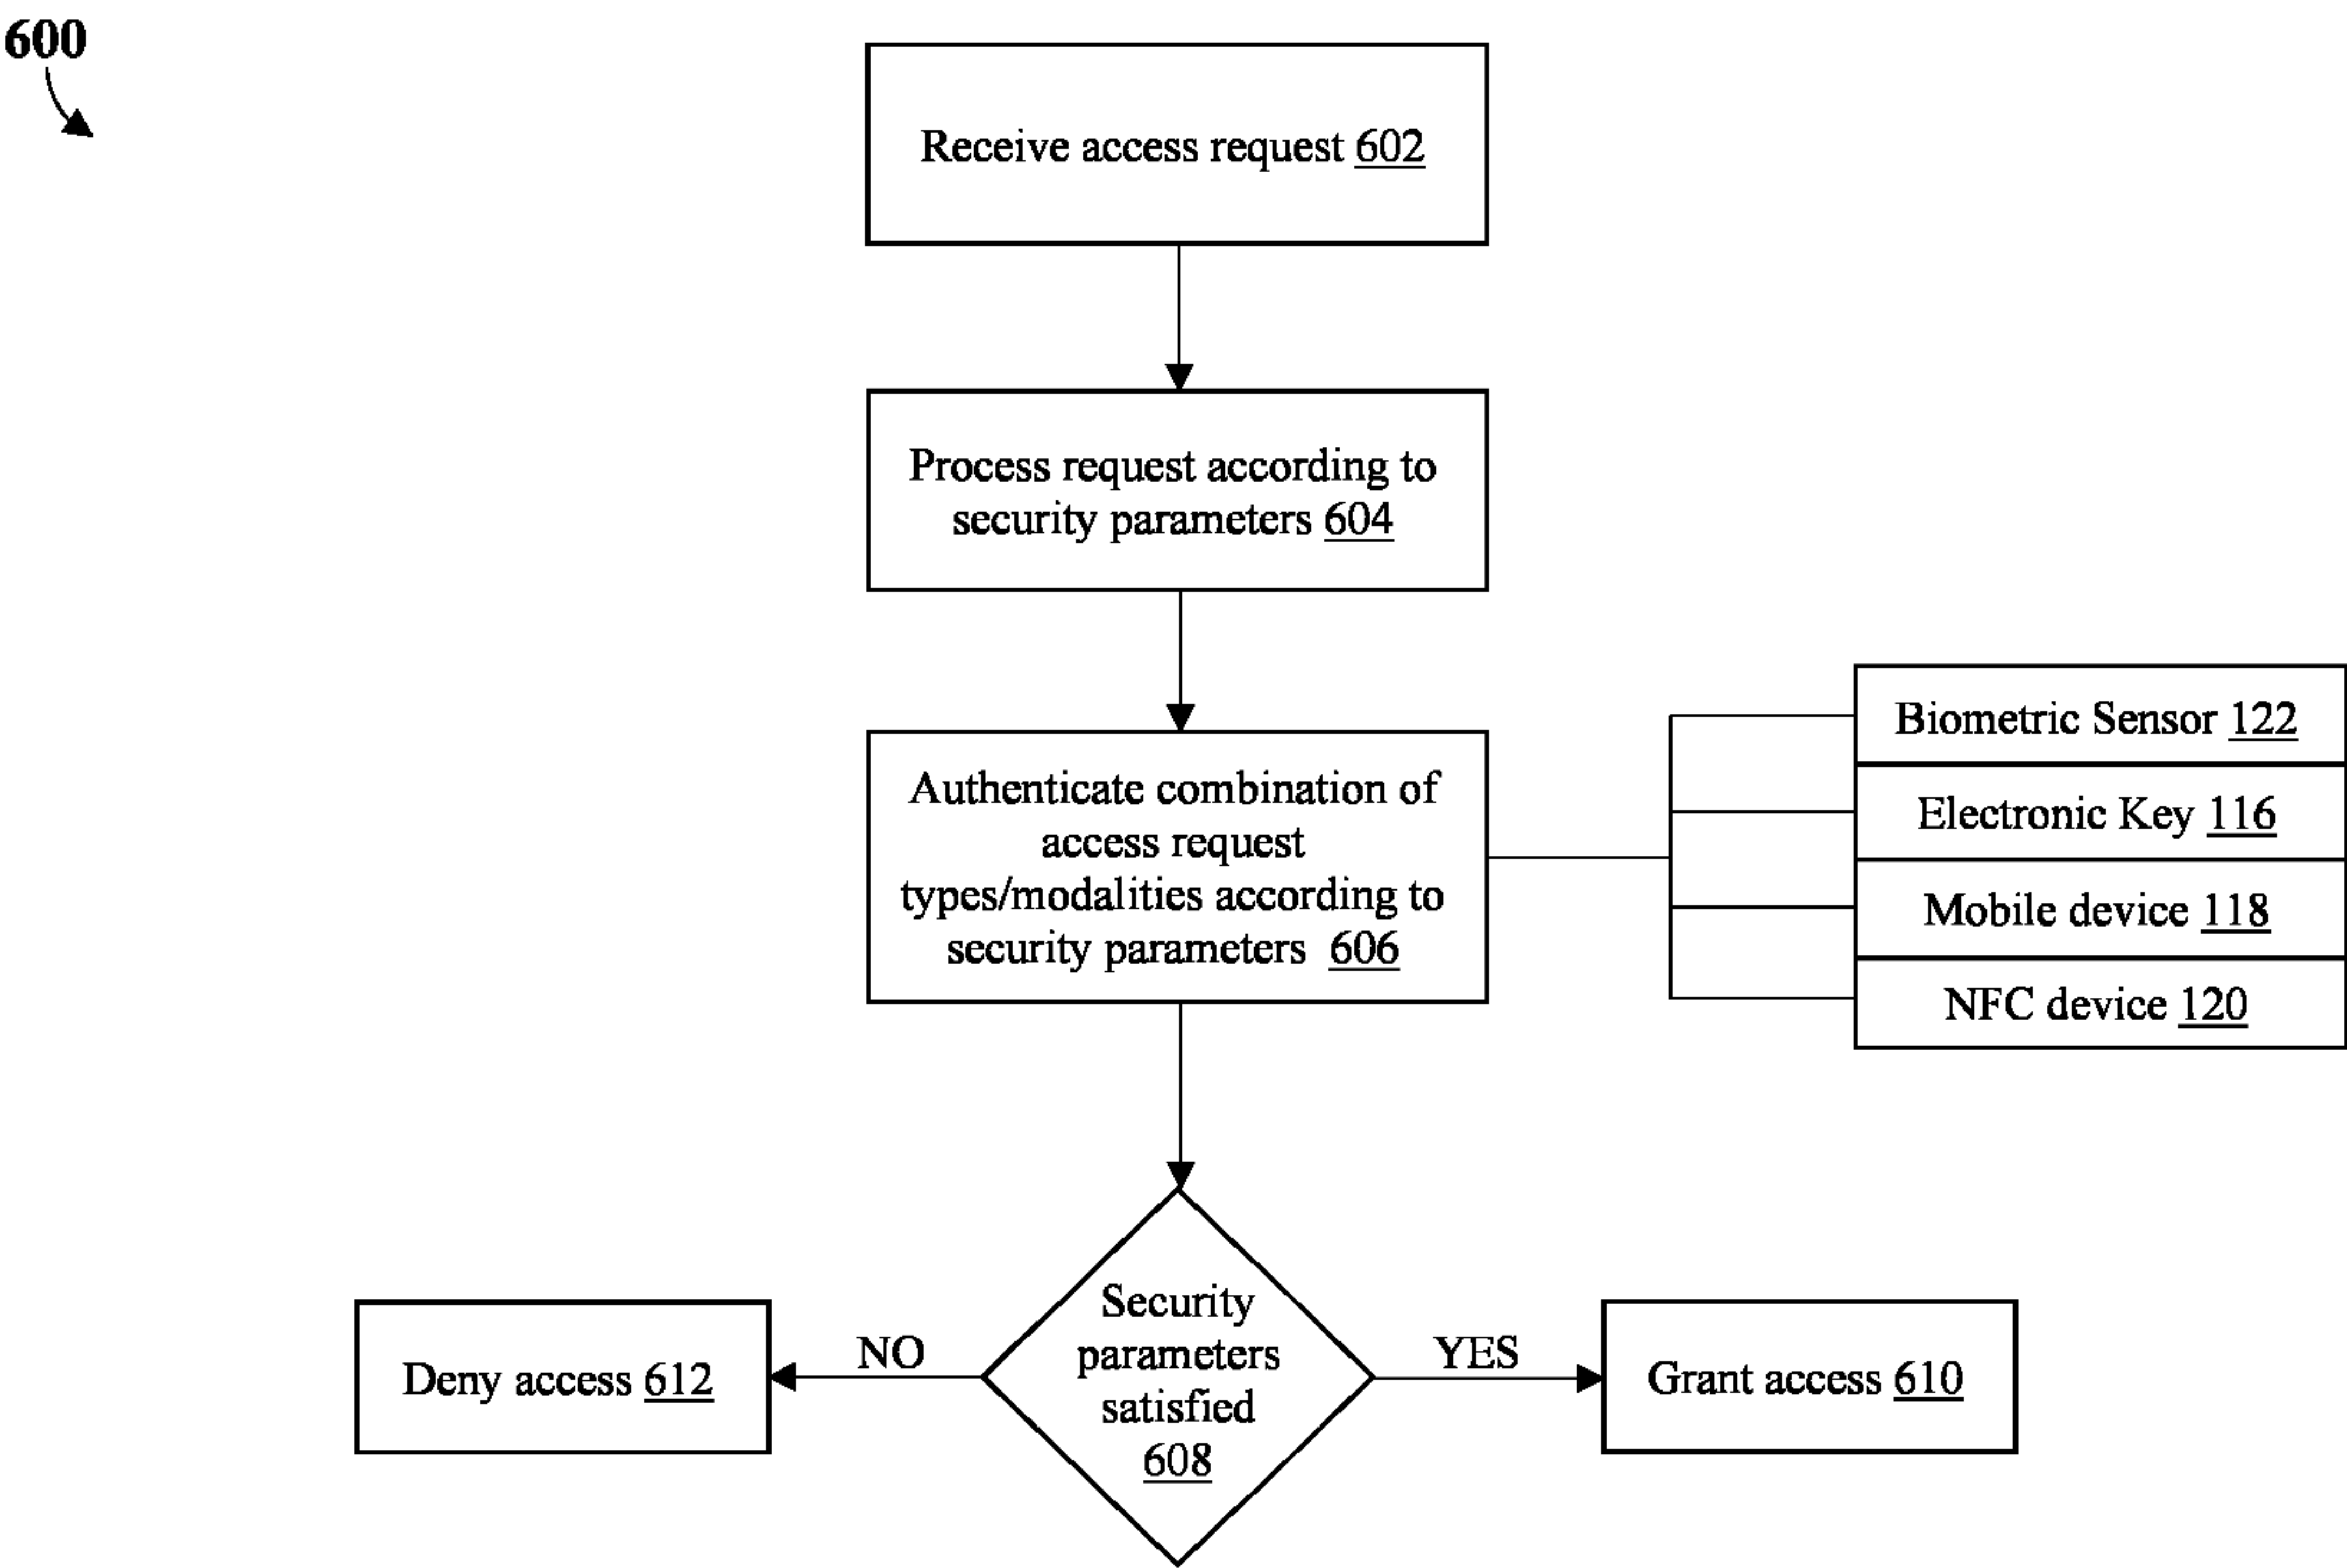 600
Receive access request 602
Process request according to
security parameters 604
Authenticate combination of
access request
types/modalities according to
security parameters 606
Biometric Sensor 122
Electronic Key 116
Mobile device 118
NFC device 120
Security
parameters
satisfied
608
NO
YES
Deny access 612
Grant access 610